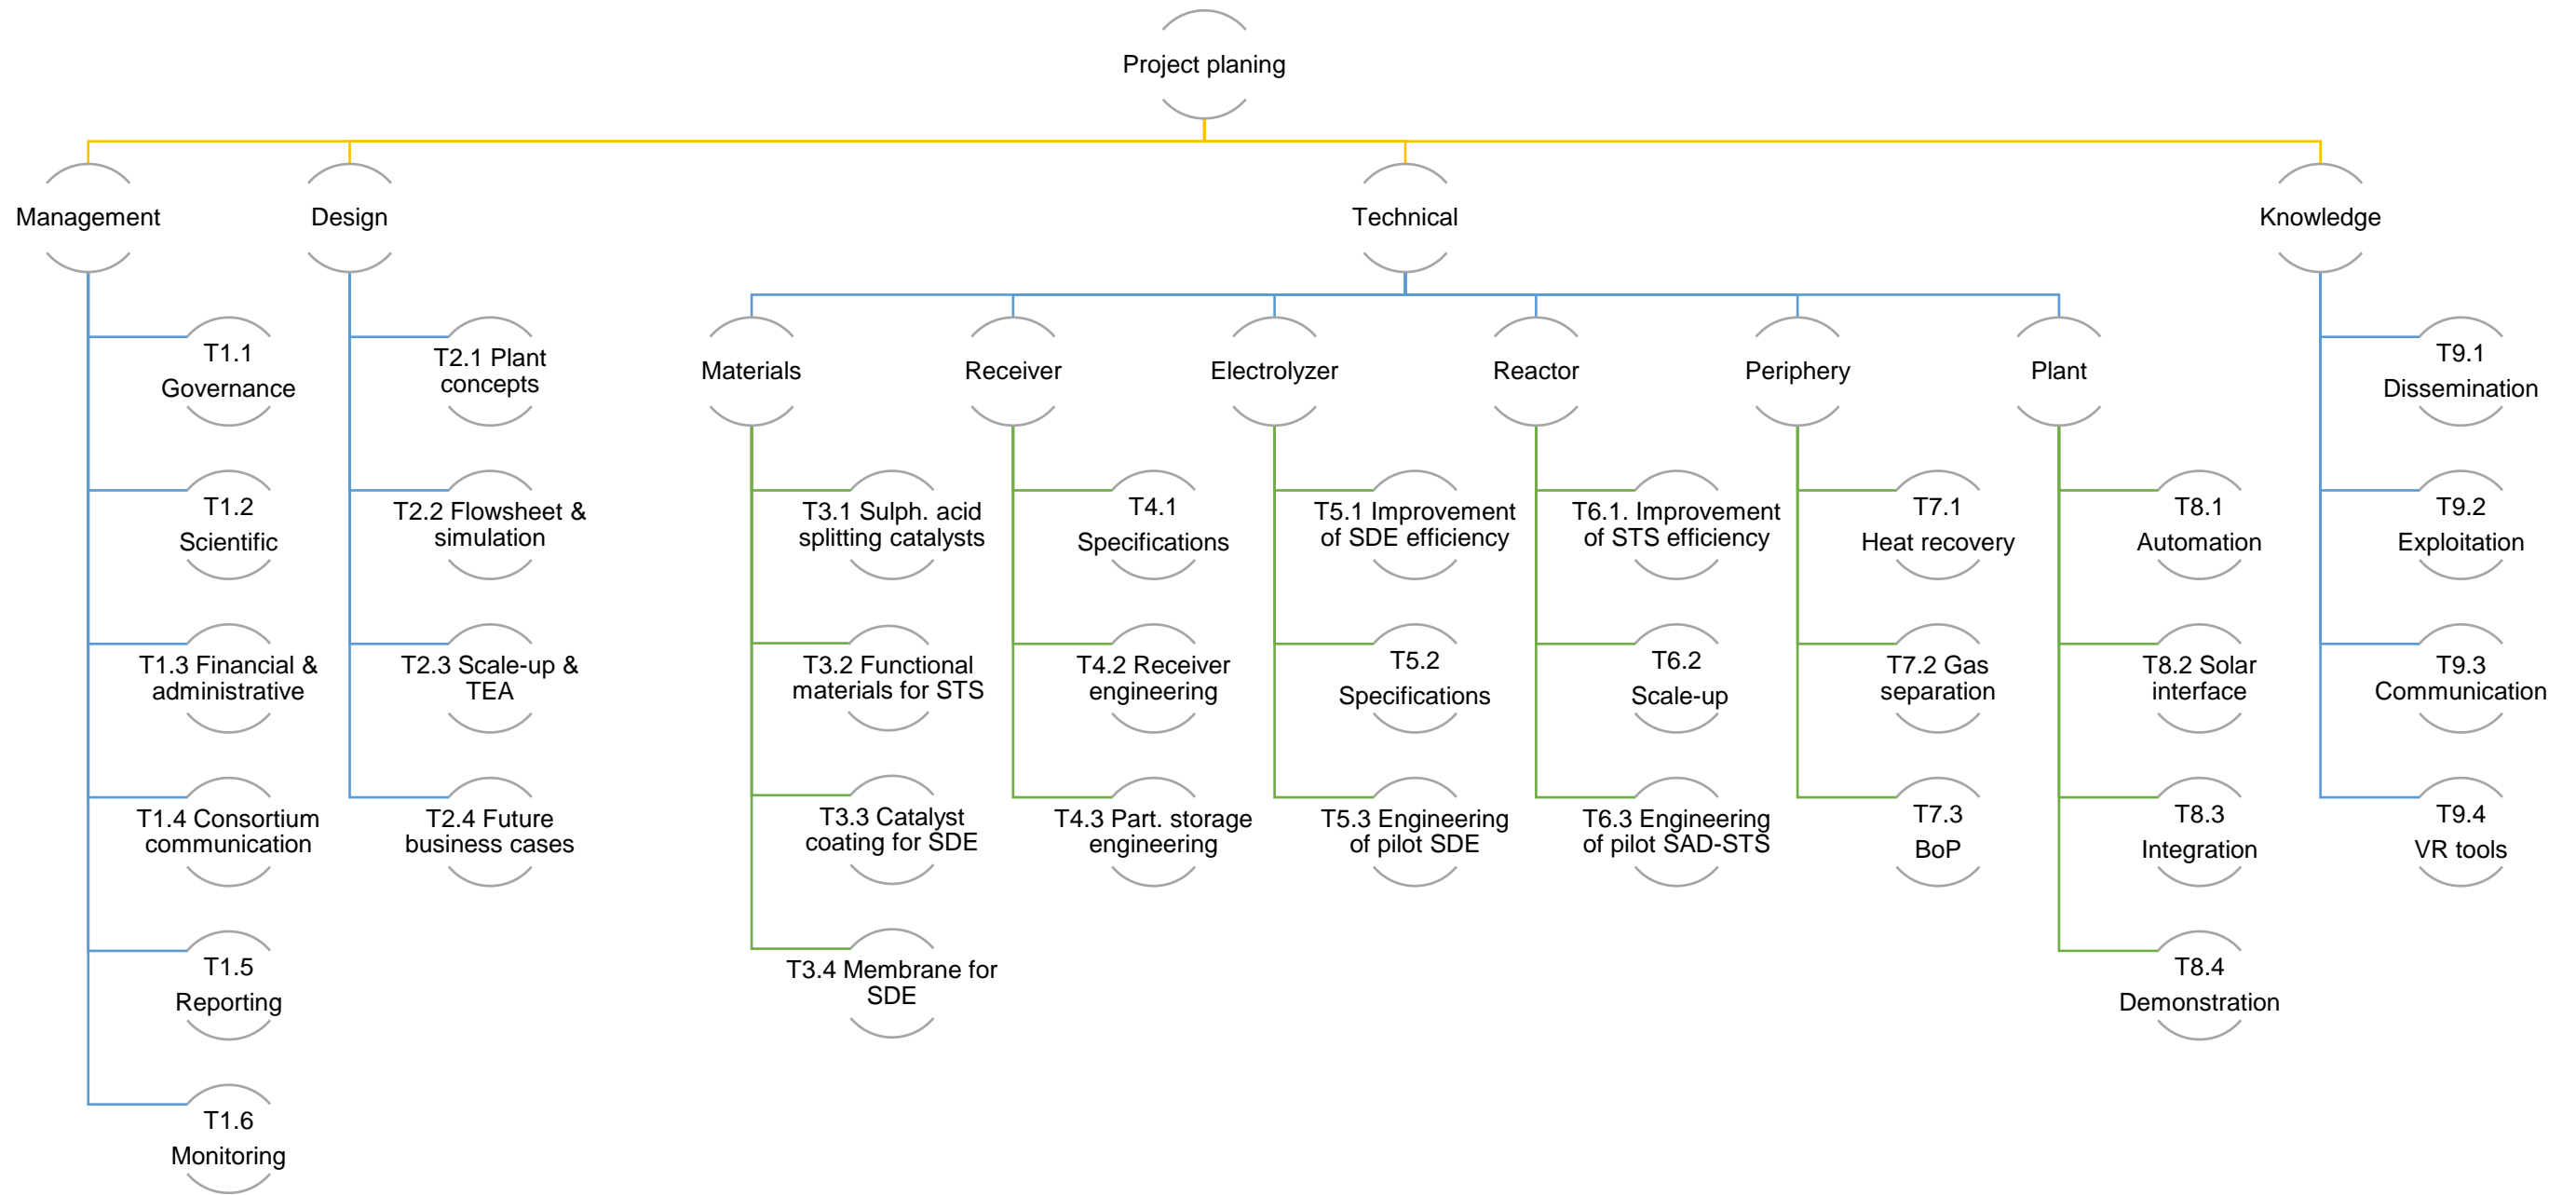 Project planing
Management
Design
Technical
Knowledge
T1.1
Governance
T1.2
Scientific
T1.3 Financial &
administrative
T1.4 Consortium
communication
T1.5
Reporting
T1.6
Monitoring
T2.1 Plant
concepts
T2.2 Flowsheet &
simulation
T2.3 Scale-up &
TEA
T2.4 Future
business cases
Materials
T3.1 Sulph. acid
splitting catalysts
T3.2 Functional
materials for STS
T3.3 Catalyst
coating for SDE
T3.4 Membrane for
SDE
Receiver
T4.1
Specifications
T4.2 Receiver
engineering
T4.3 Part. storage
engineering
Electrolyzer
T5.1 Improvement
of SDE efficiency
T5.2
Specifications
T5.3 Engineering
of pilot SDE
Reactor
T6.1. Improvement
of STS efficiency
T6.2
Scale-up
T6.3 Engineering
of pilot SAD-STS
Periphery
T7.1
Heat recovery
T7.2 Gas
separation
T7.3
BoP
Plant
T8.1
Automation
T8.2 Solar
interface
T8.3
Integration
T8.4
Demonstration
T9.1
Dissemination
T9.2
Exploitation
T9.3
Communication
T9.4
VR tools